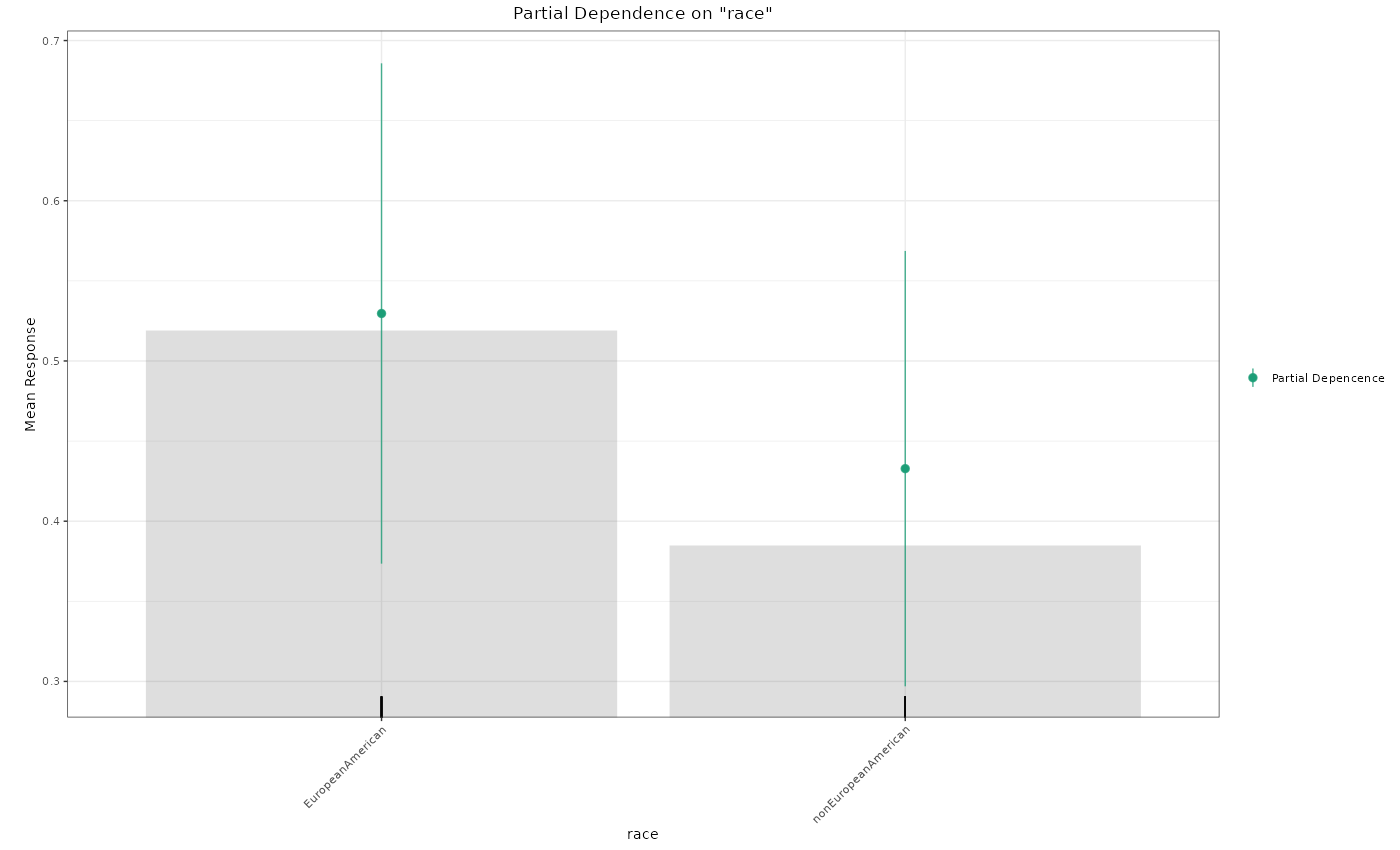 Partial Dependence on "race"
0.7
0.6
0.5
0.4
0.3
Mean Response
EuropeanAmerican
nonEuropeanAmerican
race
Partial Depencence